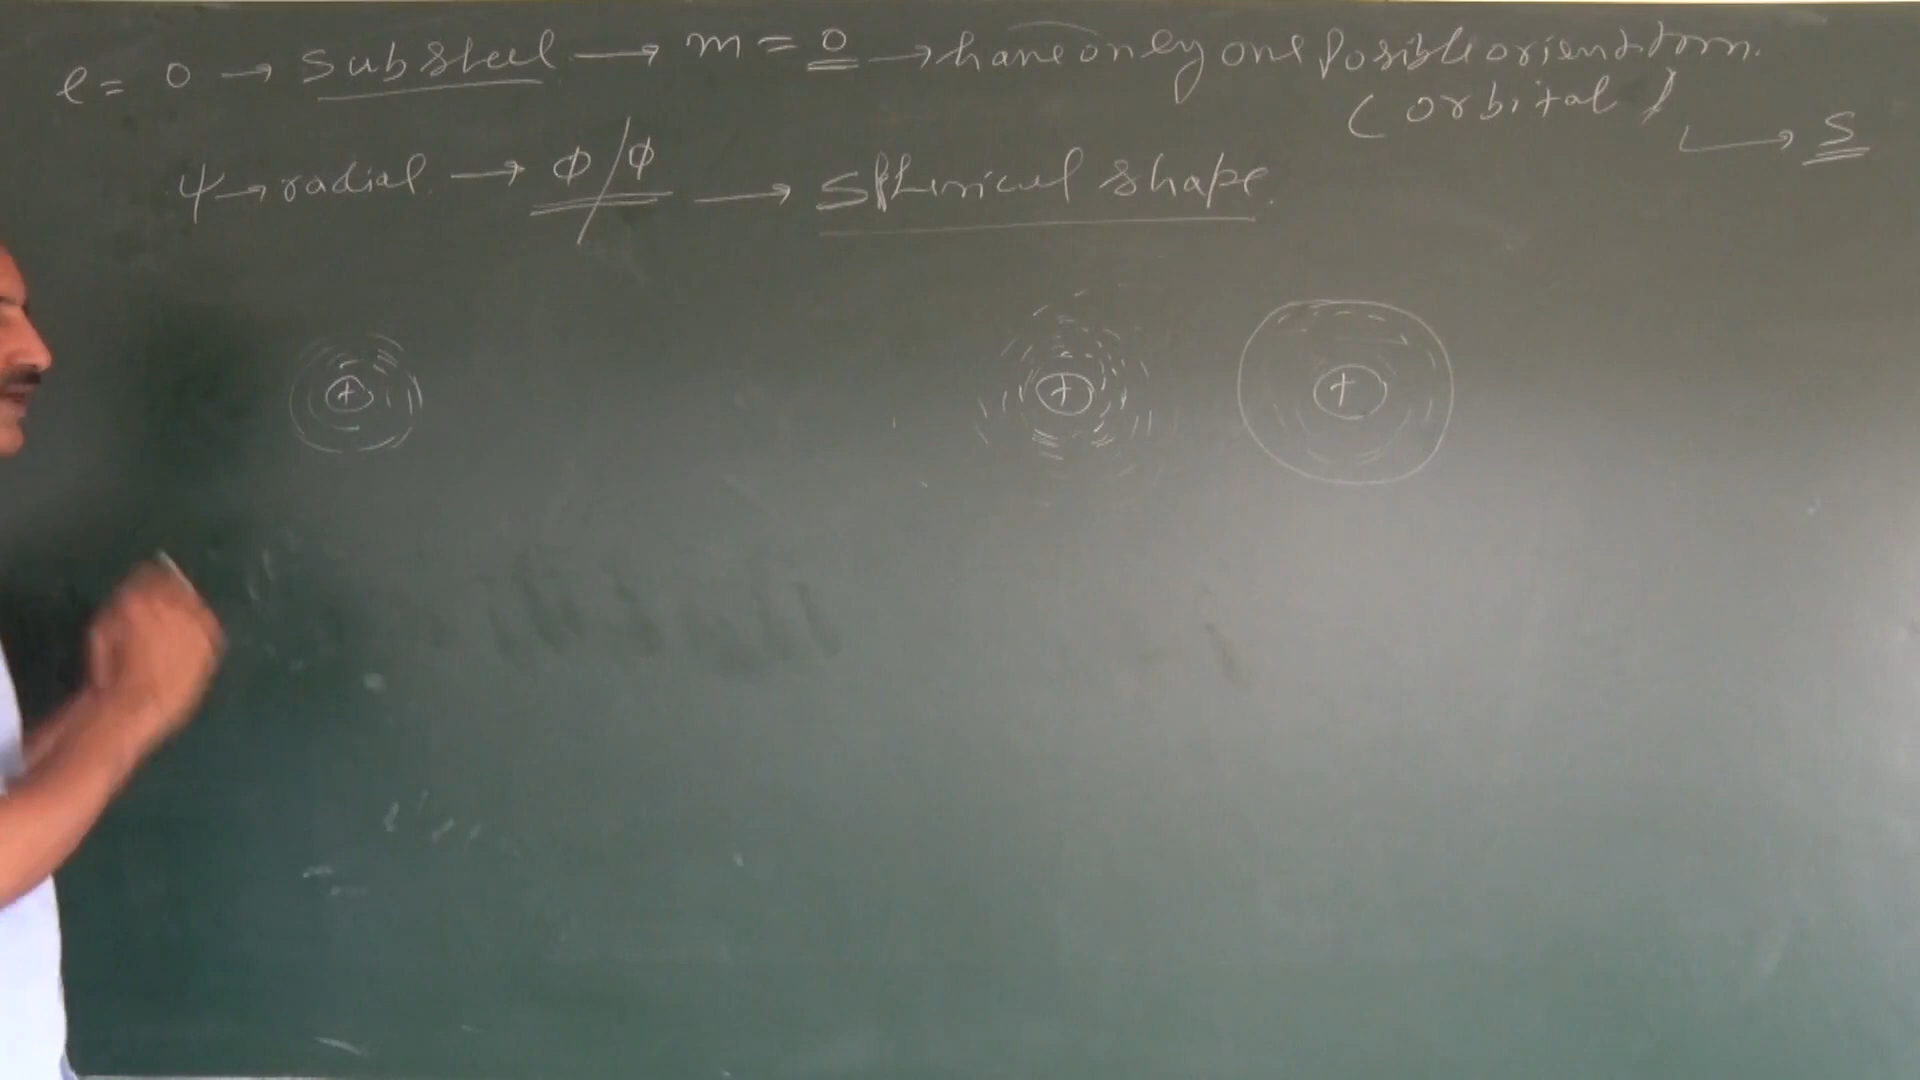 l = 0 → subshell → m = 0 → have only one Possible orientation.
(orbital) → s
ψ → radial → Φ/Φ → Spherical shape.
+ + +